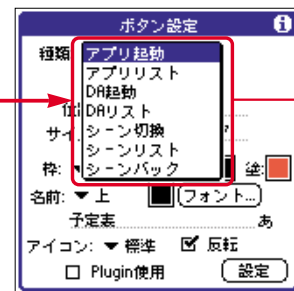 ボタン設定
種類
アプリ起動
アプリリスト
DA起動
DAリスト
シーン切換
シーンリスト
シーンバック
サイ
枠: 塗:
名前: ▼ 上 フォント...
予定表 あ
アイコン: ▼ 標準 ☑ 反転
☐ Plugin使用 設定